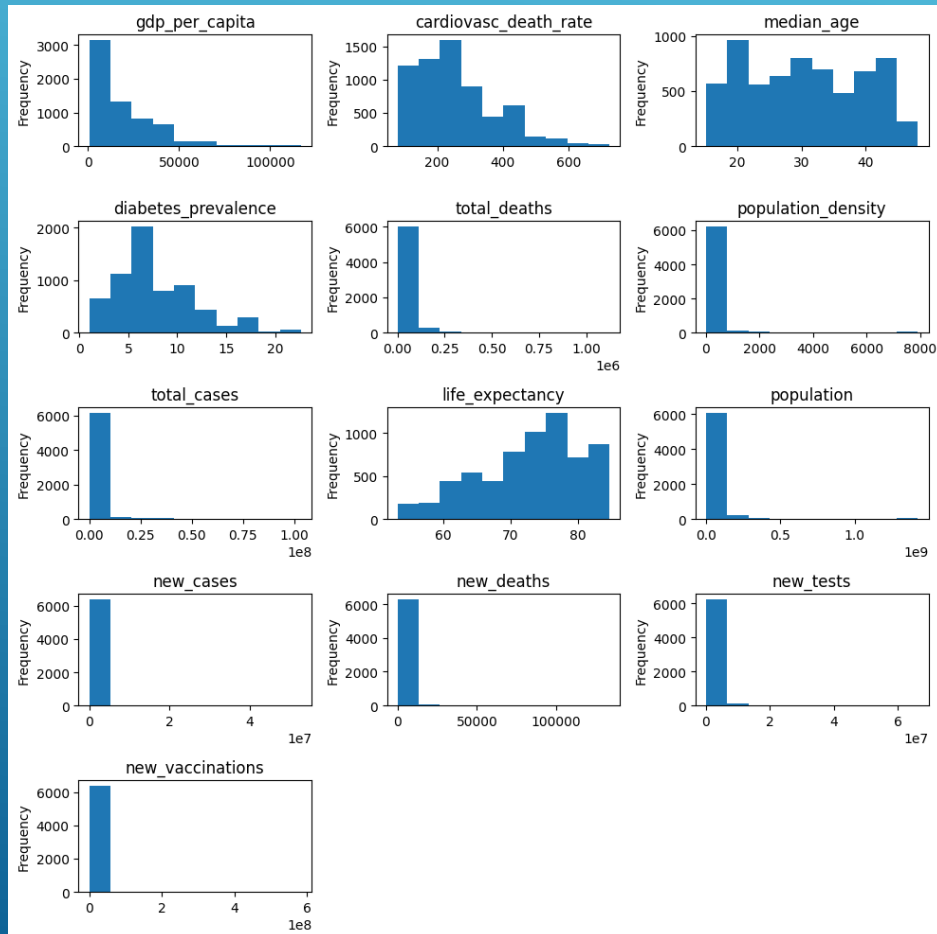 gdp_per_capita
Frequency
3000
2000
1000
0
0 50000 100000
cardiovasc_death_rate
Frequency
1500
1000
500
0
200 400 600
median_age
Frequency
1000
500
0
20 30 40
diabetes_prevalence
Frequency
2000
1000
0
0 5 10 15 20
total_deaths
Frequency
6000
4000
2000
0
0.00 0.25 0.50 0.75 1.00
1e6
population_density
Frequency
6000
4000
2000
0
0 2000 4000 6000 8000
total_cases
Frequency
6000
4000
2000
0
0.00 0.25 0.50 0.75 1.00
1e8
life_expectancy
Frequency
1000
500
0
60 70 80
population
Frequency
6000
4000
2000
0
0.0 0.5 1.0
1e9
new_cases
Frequency
6000
4000
2000
0
0 2 4
1e7
new_deaths
Frequency
6000
4000
2000
0
0 50000 100000
new_tests
Frequency
6000
4000
2000
0
0 2 4 6
1e7
new_vaccinations
Frequency
6000
4000
2000
0
0 2 4 6
1e8